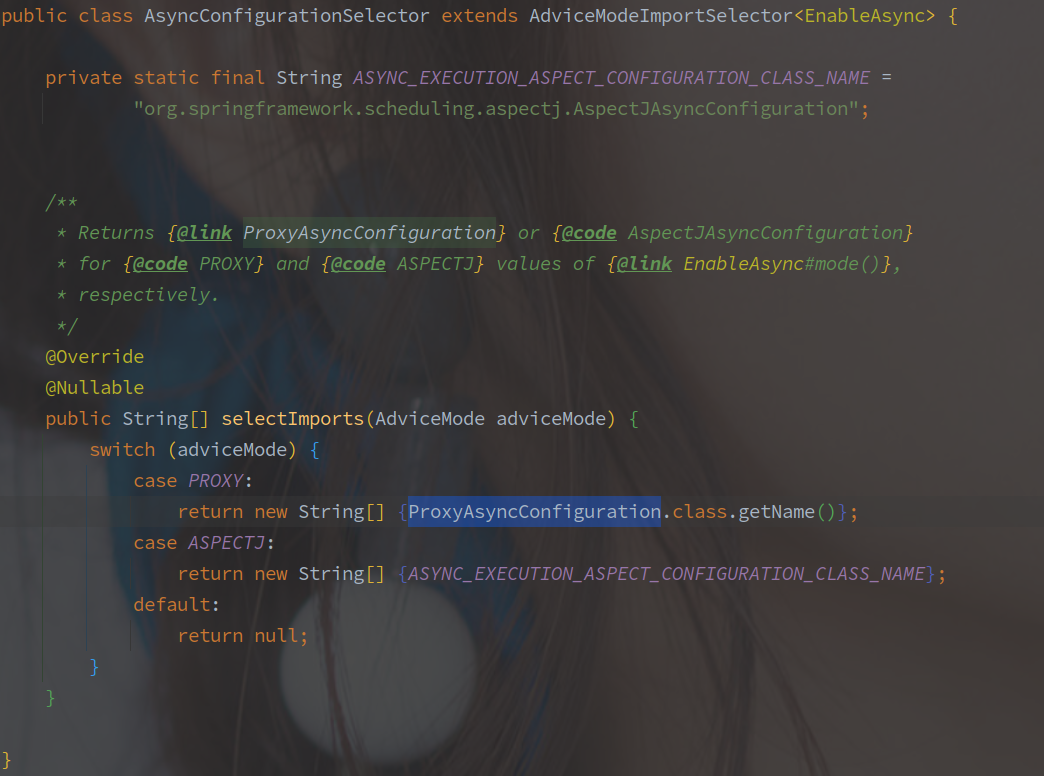 public class AsyncConfigurationSelector extends AdviceModeImportSelector<EnableAsync> {
private static final String ASYNC_EXECUTION_ASPECT_CONFIGURATION_CLASS_NAME =
"org.springframework.scheduling.aspectj.AspectJAsyncConfiguration";
/**
* Returns {@link ProxyAsyncConfiguration} or {@code AspectJAsyncConfiguration}
* for {@code PROXY} and {@code ASPECTJ} values of {@link EnableAsync#mode()},
* respectively.
*/
@Override
@Nullable
public String[] selectImports(AdviceMode adviceMode) {
switch (adviceMode) {
case PROXY:
return new String[] {ProxyAsyncConfiguration.class.getName()};
case ASPECTJ:
return new String[] {ASYNC_EXECUTION_ASPECT_CONFIGURATION_CLASS_NAME};
default:
return null;
}
}
}